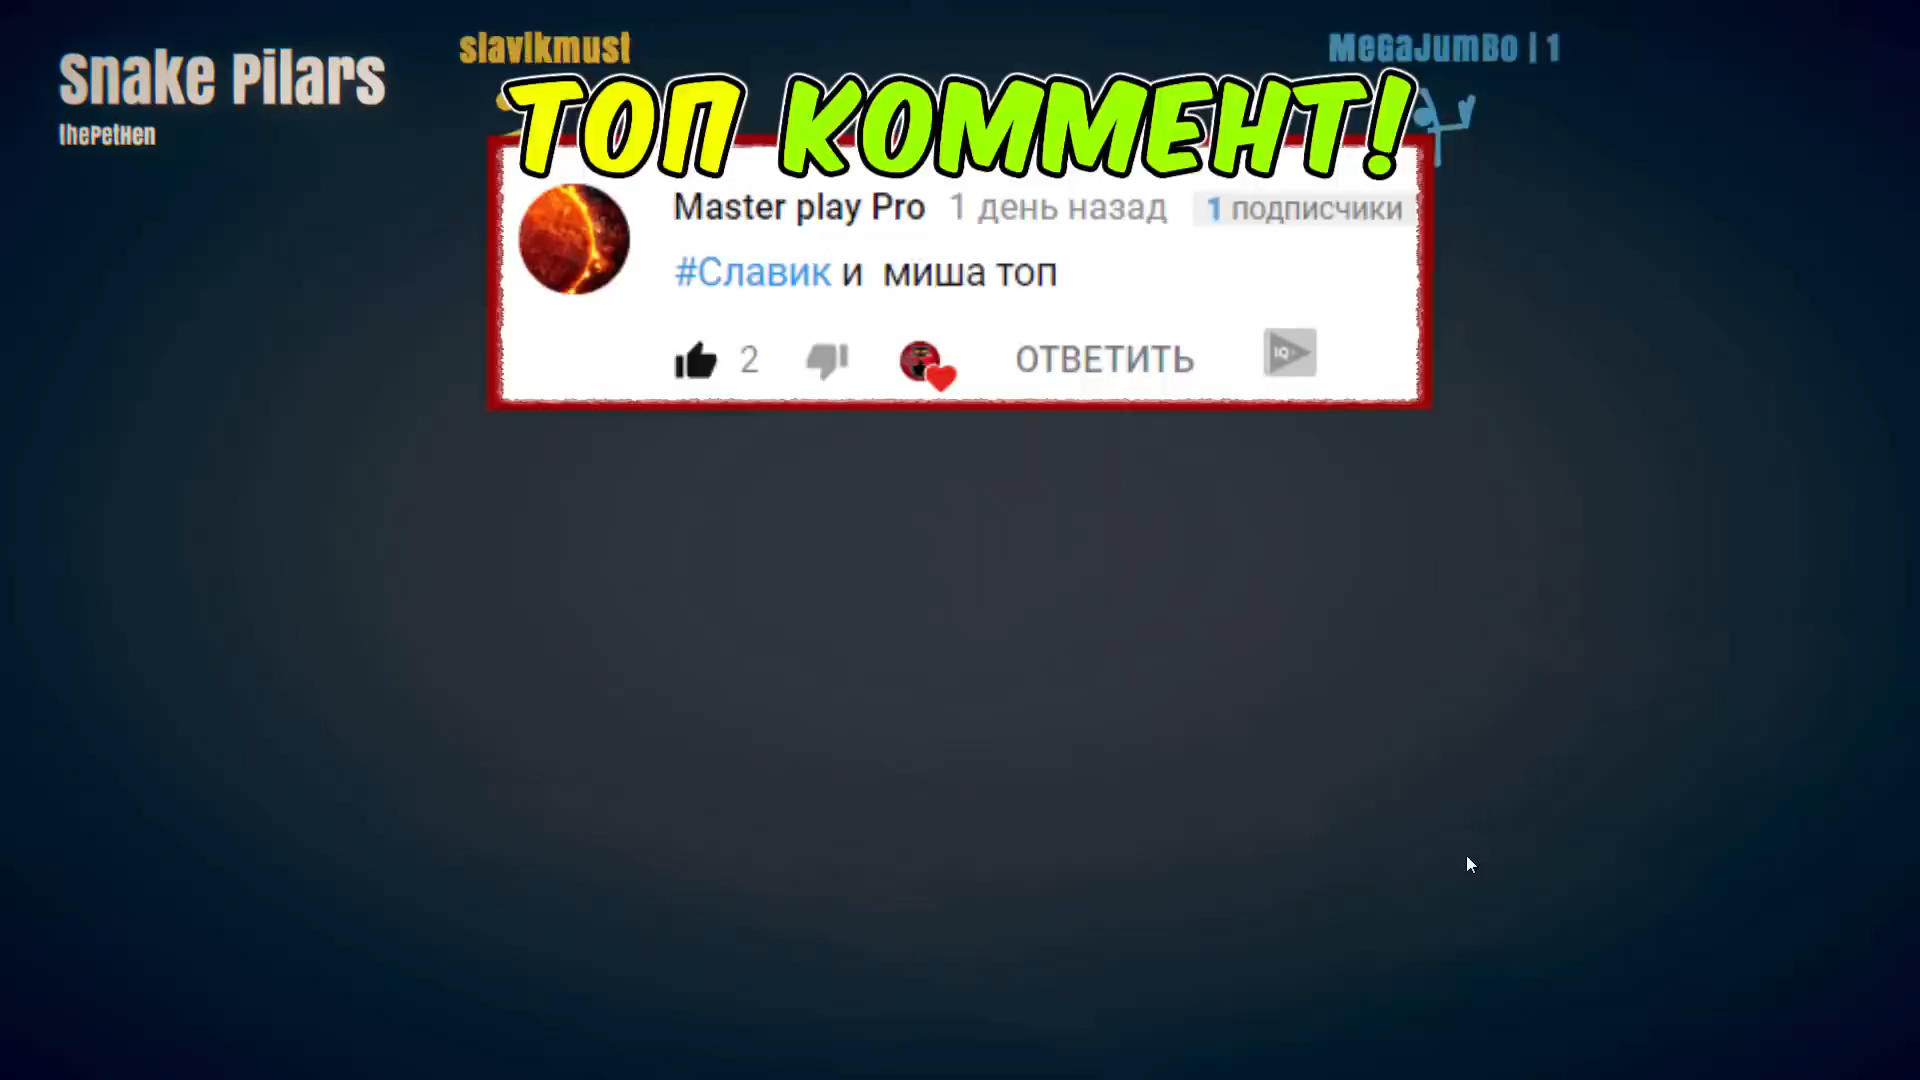 Snake Pilars
thePetHen
slavikmust
MeGaJumBo | 1
ТОП КОММЕНТ!
Master play Pro 1 день назад 1 подписчики
#Славик и миша топ
2 ОТВЕТИТЬ
IQ